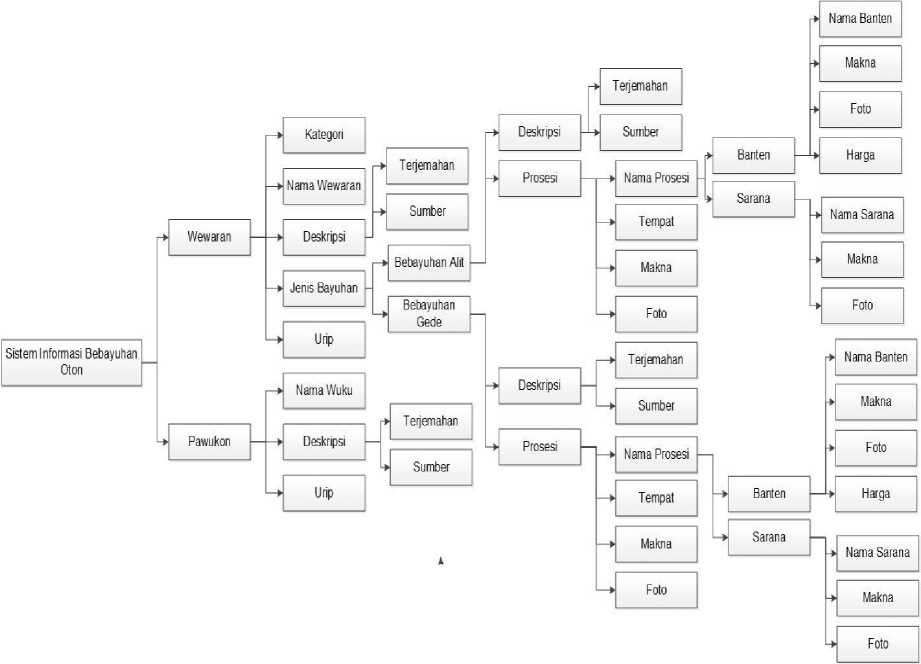 Sistem Informasi Bebayuhan
Oton
Wewaran
Pawukon
Kategori
Nama Wewaran
Deskripsi
Jenis Bayuhan
Urip
Nama Wuku
Deskripsi
Urip
Terjemahan
Sumber
Bebayuhan Alit
Bebayuhan
Gede
Terjemahan
Sumber
Deskripsi
Prosesi
Deskripsi
Prosesi
Terjemahan
Sumber
Nama Prosesi
Tempat
Makna
Foto
Terjemahan
Sumber
Nama Prosesi
Tempat
Makna
Foto
Banten
Sarana
Banten
Sarana
Nama Banten
Makna
Foto
Harga
Nama Sarana
Makna
Foto
Nama Banten
Makna
Foto
Harga
Nama Sarana
Makna
Foto